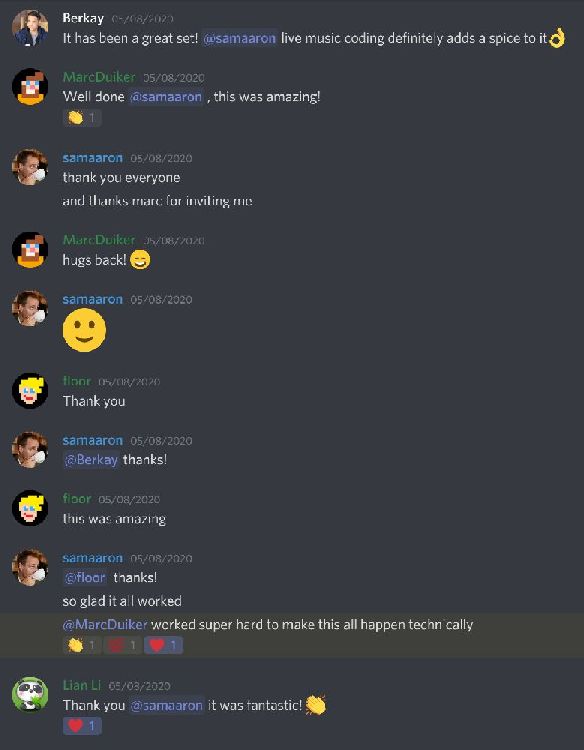 Berkay 05/08/2020
It has been a great set! @samaaron live music coding definitely adds a spice to it
MarcDuiker 05/08/2020
Well done @samaaron , this was amazing!
1
samaaron 05/08/2020
thank you everyone
and thanks marc for inviting me
MarcDuiker 05/08/2020
hugs back!
samaaron 05/08/2020
floor 05/08/2020
Thank you
samaaron 05/08/2020
@Berkay thanks!
floor 05/08/2020
this was amazing
samaaron 05/08/2020
@floor thanks!
so glad it all worked
@MarcDuiker worked super hard to make this all happen technically
1 1 1
Lian Li 05/08/2020
Thank you @samaaron it was fantastic!
1